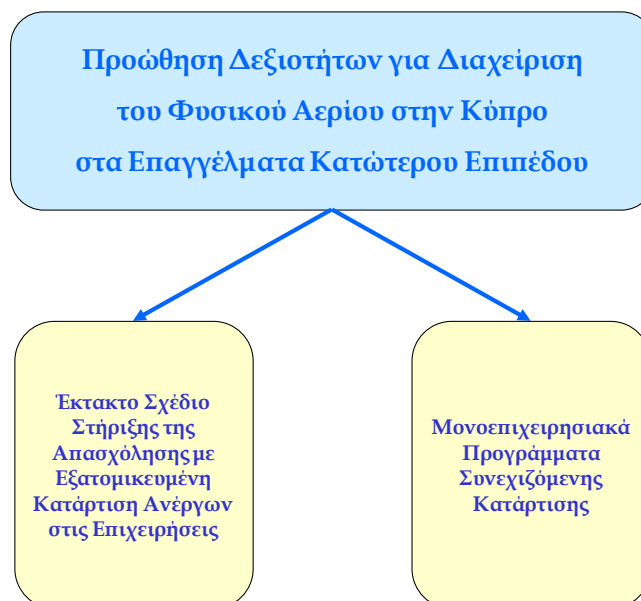 Προώθηση Δεξιοτήτων για Διαχείριση
του Φυσικού Αερίου στην Κύπρο
στα Επαγγέλματα Κατώτερου Επιπέδου
Έκτακτο Σχέδιο
Στήριξης της
Απασχόλησης με
Εξατομικευμένη
Κατάρτιση Ανέργων
στις Επιχειρήσεις
Μονοεπιχειρησιακά
Προγράμματα
Συνεχιζόμενης
Κατάρτισης